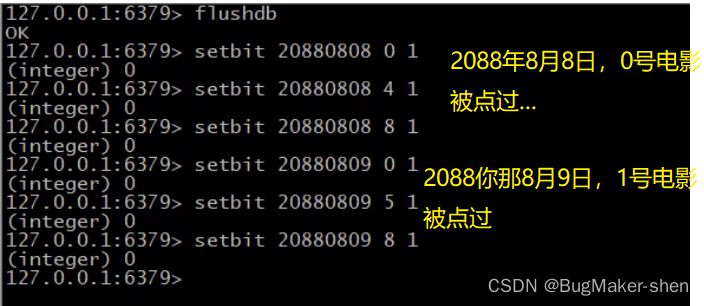 127.0.0.1:6379> flushdb
OK
127.0.0.1:6379> setbit 20880808 0 1
(integer) 0
127.0.0.1:6379> setbit 20880808 4 1
(integer) 0
127.0.0.1:6379> setbit 20880808 8 1
(integer) 0
127.0.0.1:6379> setbit 20880809 0 1
(integer) 0
127.0.0.1:6379> setbit 20880809 5 1
(integer) 0
127.0.0.1:6379> setbit 20880809 8 1
(integer) 0
127.0.0.1:6379>
2088年8月8日，0号电影
被点过...
2088你那8月9日，1号电影
被点过
CSDN @BugMaker-shen